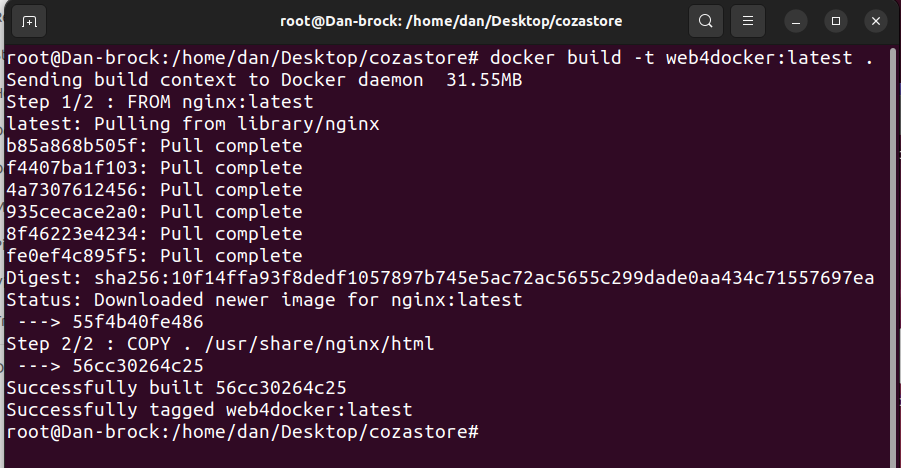 root@Dan-brock: /home/dan/Desktop/cozastore
root@Dan-brock:/home/dan/Desktop/cozastore# docker build -t web4docker:latest .
Sending build context to Docker daemon  31.55MB
Step 1/2 : FROM nginx:latest
latest: Pulling from library/nginx
b85a868b505f: Pull complete
f4407ba1f103: Pull complete
4a7307612456: Pull complete
935cecace2a0: Pull complete
8f46223e4234: Pull complete
fe0ef4c895f5: Pull complete
Digest: sha256:10f14ffa93f8dedf1057897b745e5ac72ac5655c299dade0aa434c71557697ea
Status: Downloaded newer image for nginx:latest
 ---> 55f4b40fe486
Step 2/2 : COPY . /usr/share/nginx/html
 ---> 56cc30264c25
Successfully built 56cc30264c25
Successfully tagged web4docker:latest
root@Dan-brock:/home/dan/Desktop/cozastore#